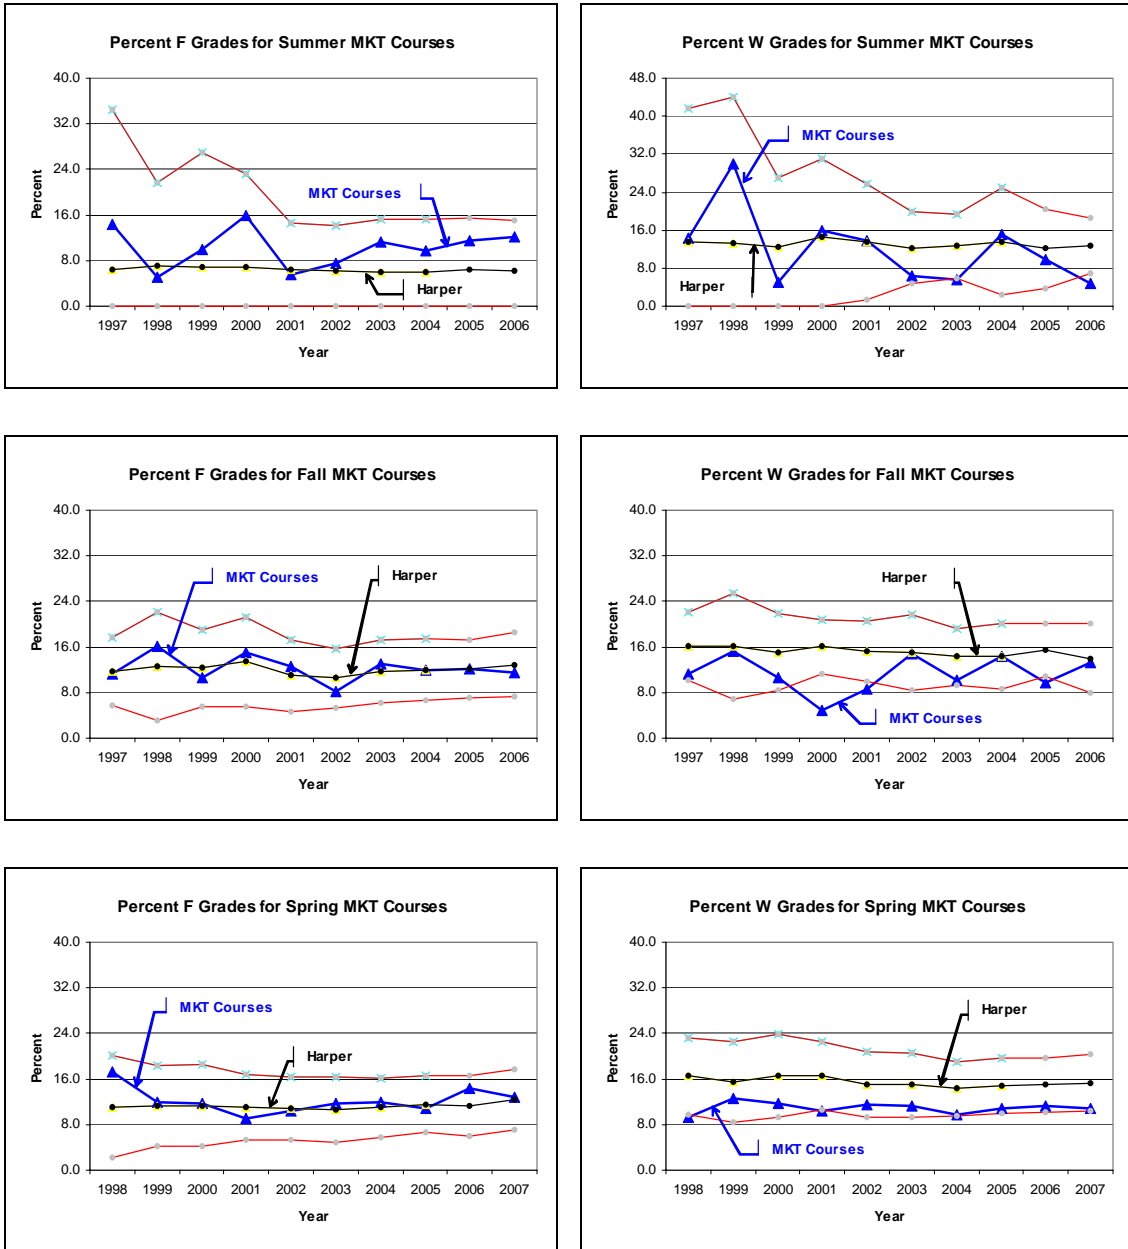 Percent F Grades for Summer MKT Courses
40.0
32.0
24.0
16.0
8.0
0.0
Percent
MKT Courses
Harper
1997 1998 1999 2000 2001 2002 2003 2004 2005 2006
Year
Percent W Grades for Summer MKT Courses
48.0
40.0
32.0
24.0
16.0
8.0
0.0
Percent
MKT Courses
Harper
1997 1998 1999 2000 2001 2002 2003 2004 2005 2006
Year
Percent F Grades for Fall MKT Courses
40.0
32.0
24.0
16.0
8.0
0.0
Percent
MKT Courses
Harper
1997 1998 1999 2000 2001 2002 2003 2004 2005 2006
Year
Percent W Grades for Fall MKT Courses
40.0
32.0
24.0
16.0
8.0
0.0
Percent
Harper
MKT Courses
1997 1998 1999 2000 2001 2002 2003 2004 2005 2006
Year
Percent F Grades for Spring MKT Courses
40.0
32.0
24.0
16.0
8.0
0.0
Percent
MKT Courses
Harper
1998 1999 2000 2001 2002 2003 2004 2005 2006 2007
Year
Percent W Grades for Spring MKT Courses
40.0
32.0
24.0
16.0
8.0
0.0
Percent
Harper
MKT Courses
1998 1999 2000 2001 2002 2003 2004 2005 2006 2007
Year